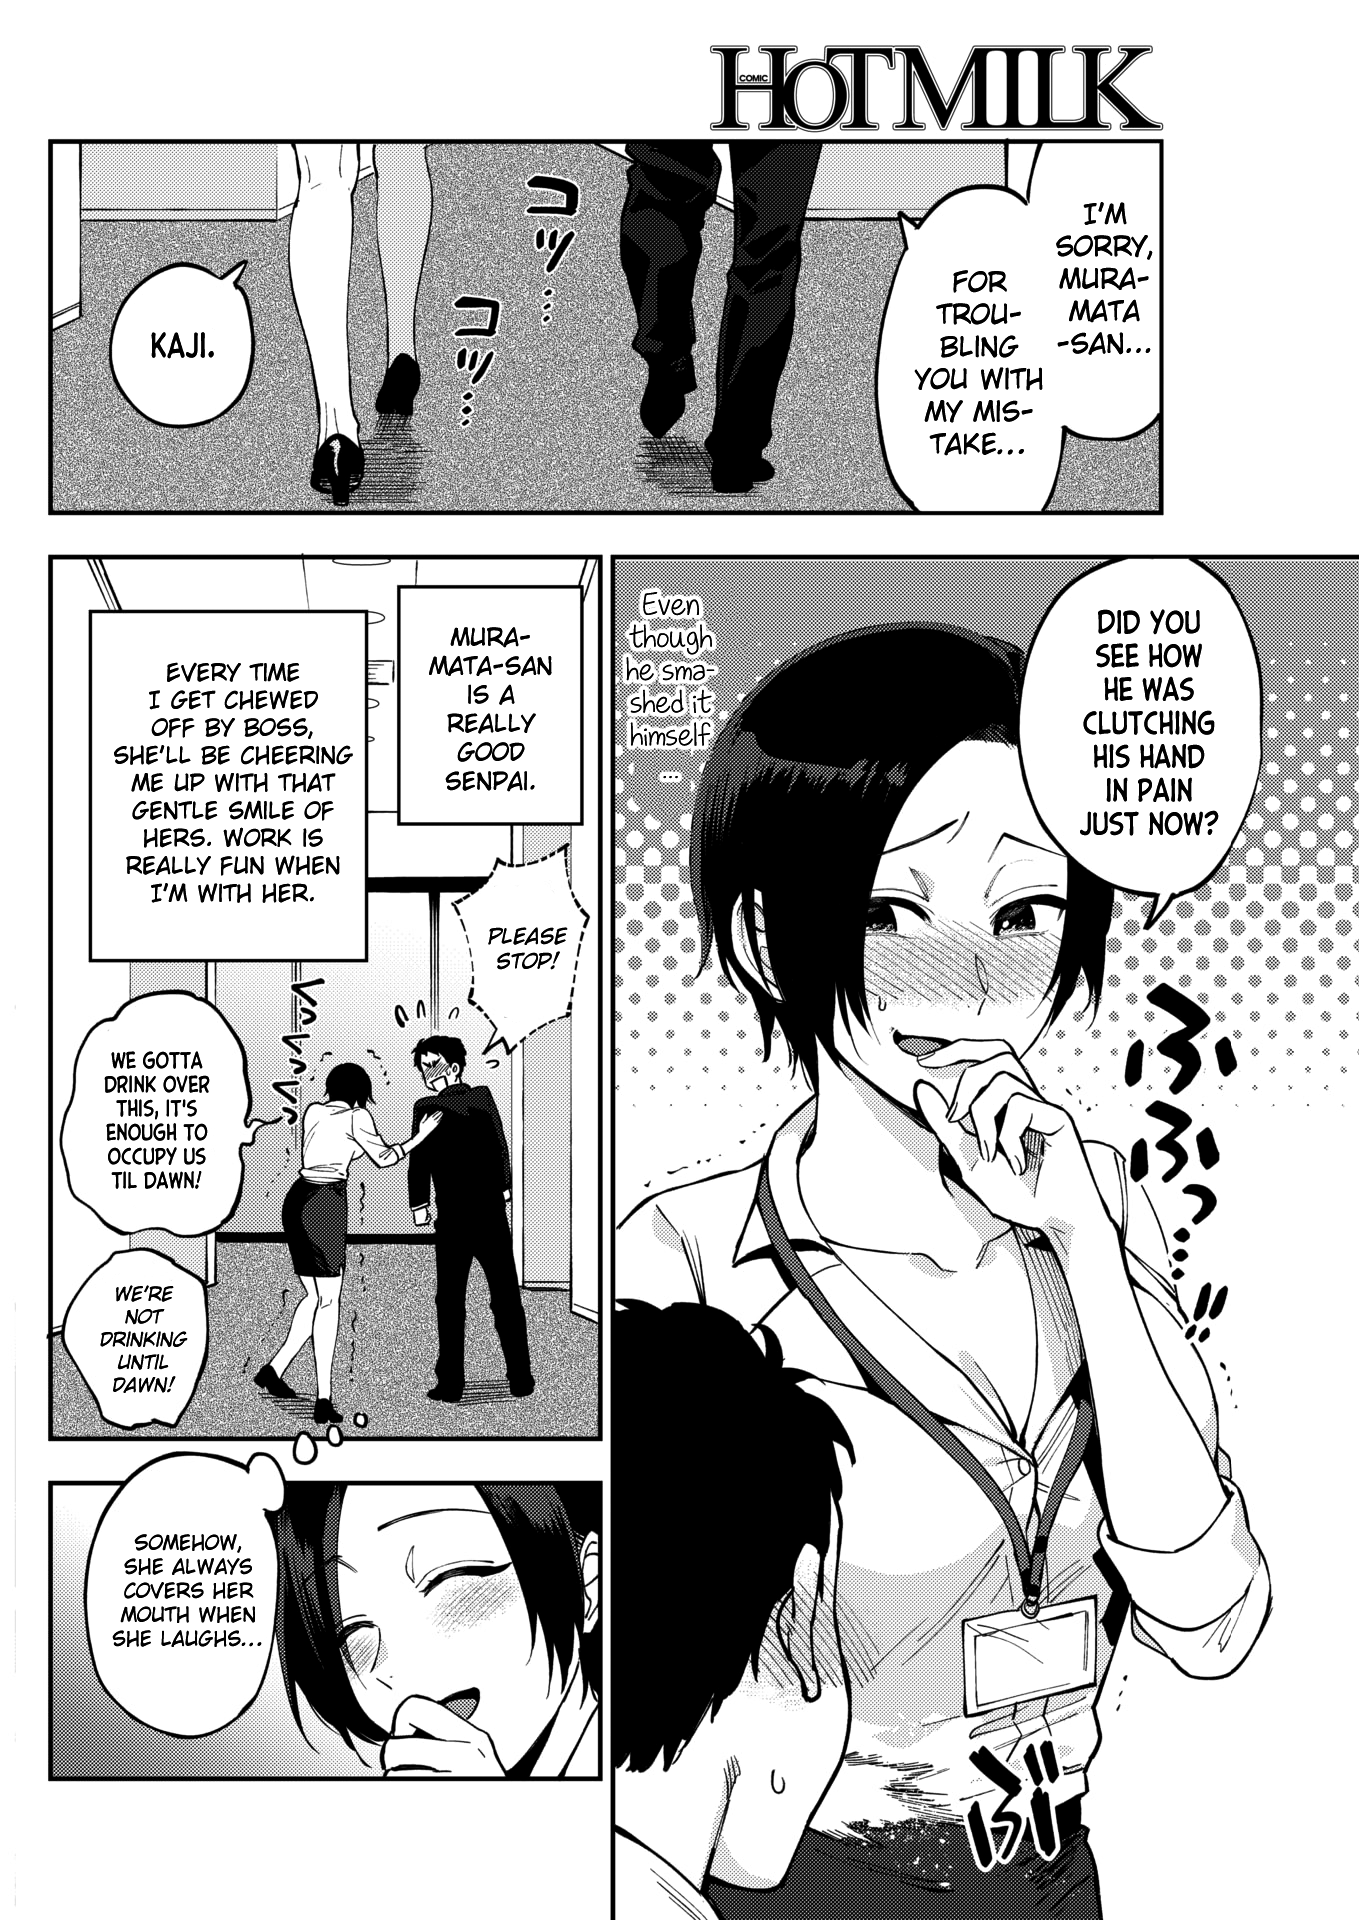 COMIC
HOTMILK
I'M
SORRY,
MURA-
MATA
-SAN...
FOR
TROU-
BLING
YOU WITH
MY MIS-
TAKE...
コツ…
コツ…
KAJI.
DID YOU
SEE HOW
HE WAS
CLUTCHING
HIS HAND
IN PAIN
JUST NOW?
Even
though
he sma-
shed it
himself
...
ふふっ…!!
ぷぷ
MURA-
MATA-SAN
IS A
REALLY
GOOD
SENPAI.
EVERY TIME
I GET CHEWED
OFF BY BOSS,
SHE'LL BE CHEERING
ME UP WITH THAT
GENTLE SMILE OF
HERS. WORK IS
REALLY FUN WHEN
I'M WITH HER.
PLEASE
STOP!
WE GOTTA
DRINK OVER
THIS, IT'S
ENOUGH TO
OCCUPY US
TIL DAWN!
WE'RE
NOT
DRINKING
UNTIL
DAWN!
SOMEHOW,
SHE ALWAYS
COVERS HER
MOUTH WHEN
SHE LAUGHS...